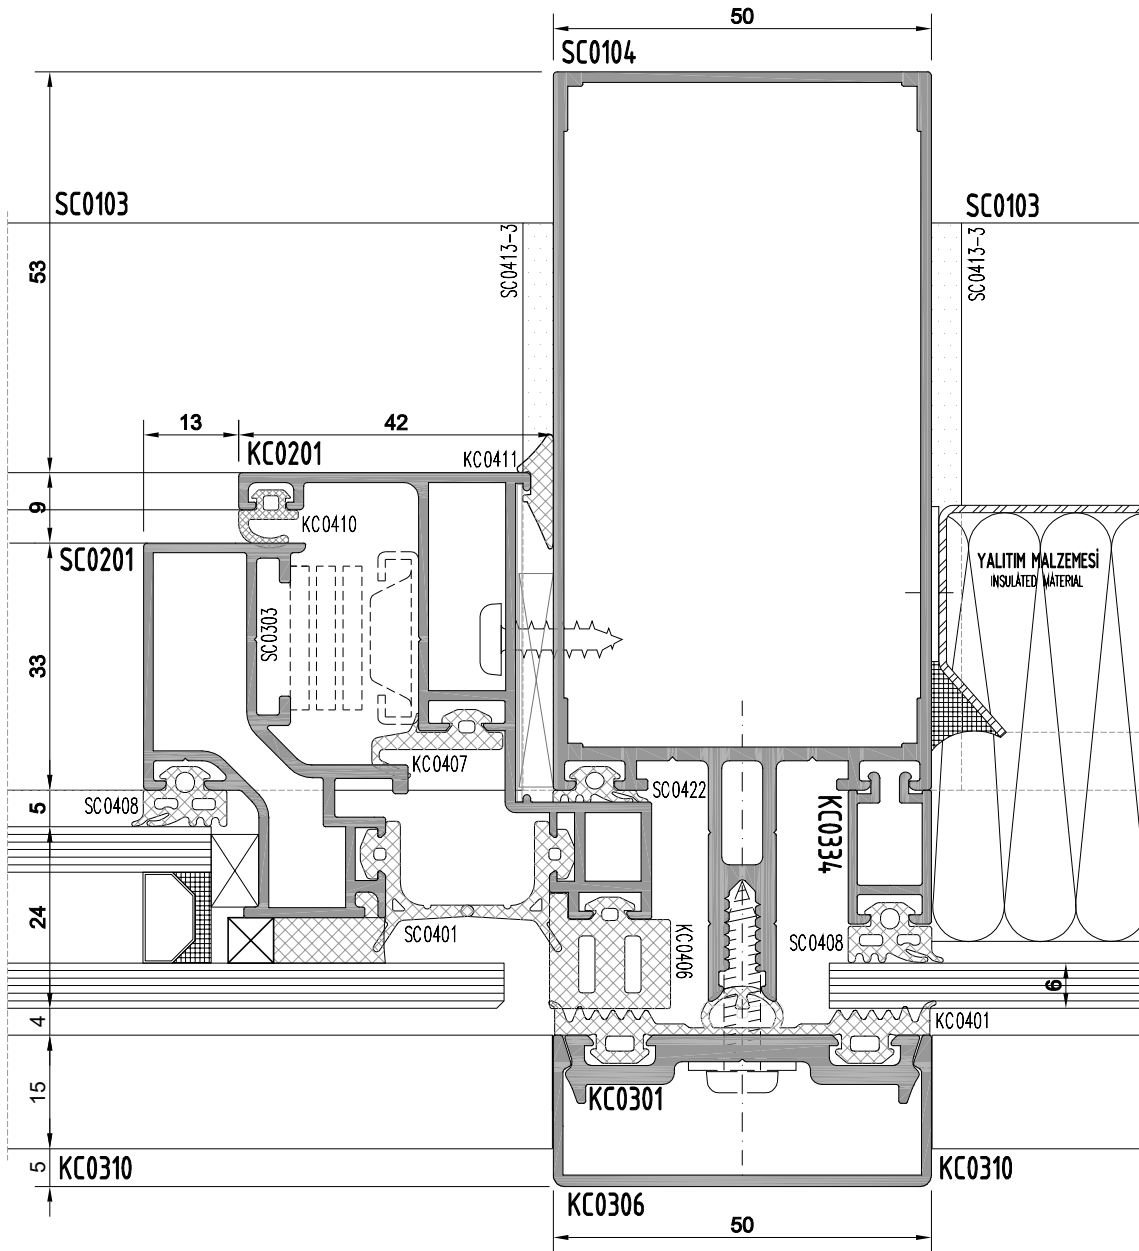 50
SC0104
SC0103
SC0103
SC0413-3
SC0413-3
53
13
42
KC0201
KC0411
9
KC0410
SC0201
YALITIM MALZEMESİ
INSULATED MATERIAL
SC0303
33
KC0407
SC0422
SC0408
5
KC0334
24
SC0401
KC0406
SC0408
6
4
KC0401
15
KC0301
5
KC0310
KC0310
KC0306
50